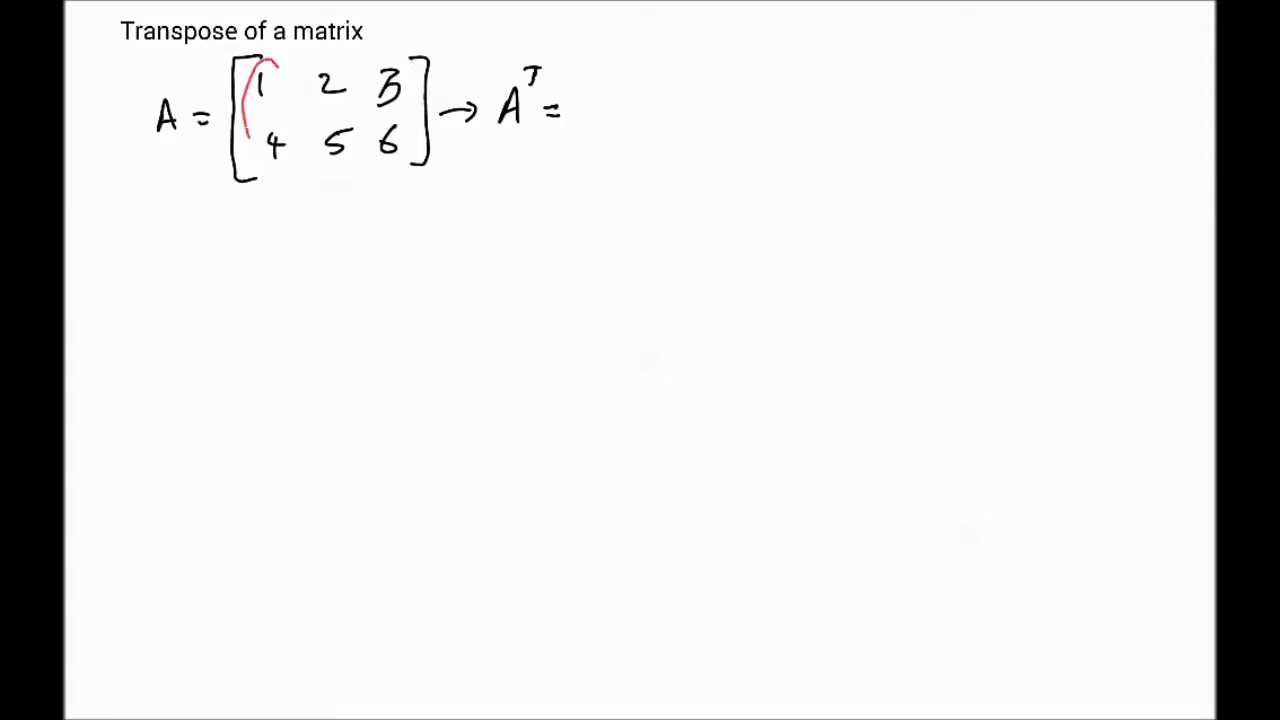 Transpose of a matrix
A = [1 2 3
4 5 6] → A^T =